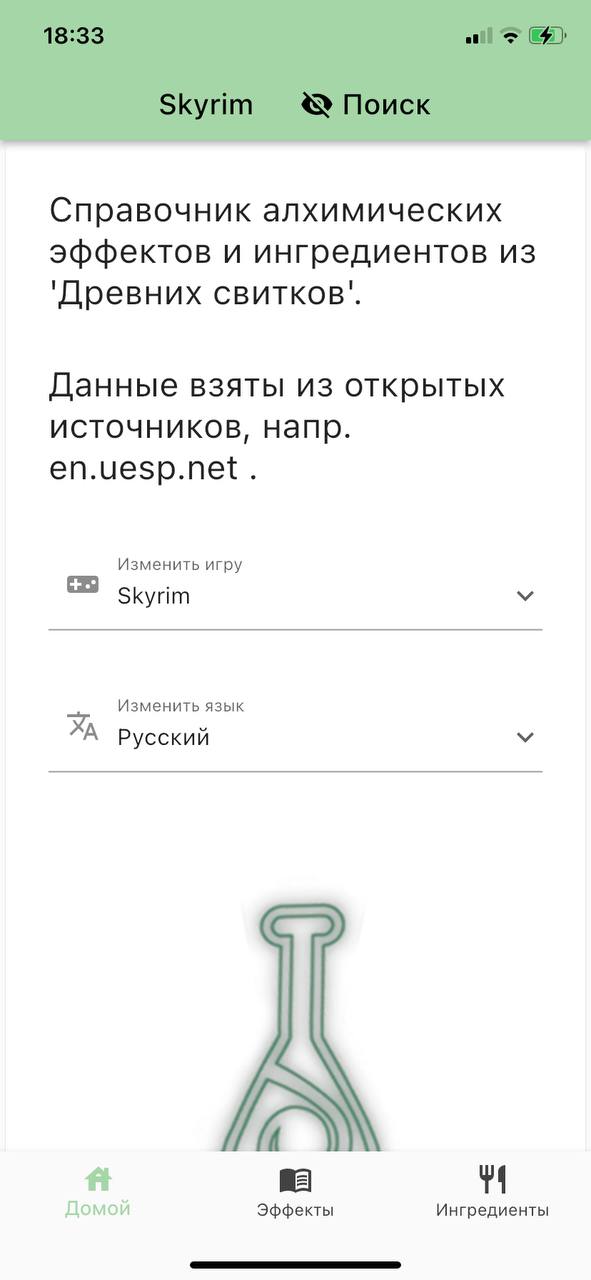 18:33
Skyrim Поиск
Справочник алхимических
эффектов и ингредиентов из
'Древних свитков'.
Данные взяты из открытых
источников, напр.
en.uesp.net .
Изменить игру
Skyrim
Изменить язык
Русский
Домой Эффекты Ингредиенты